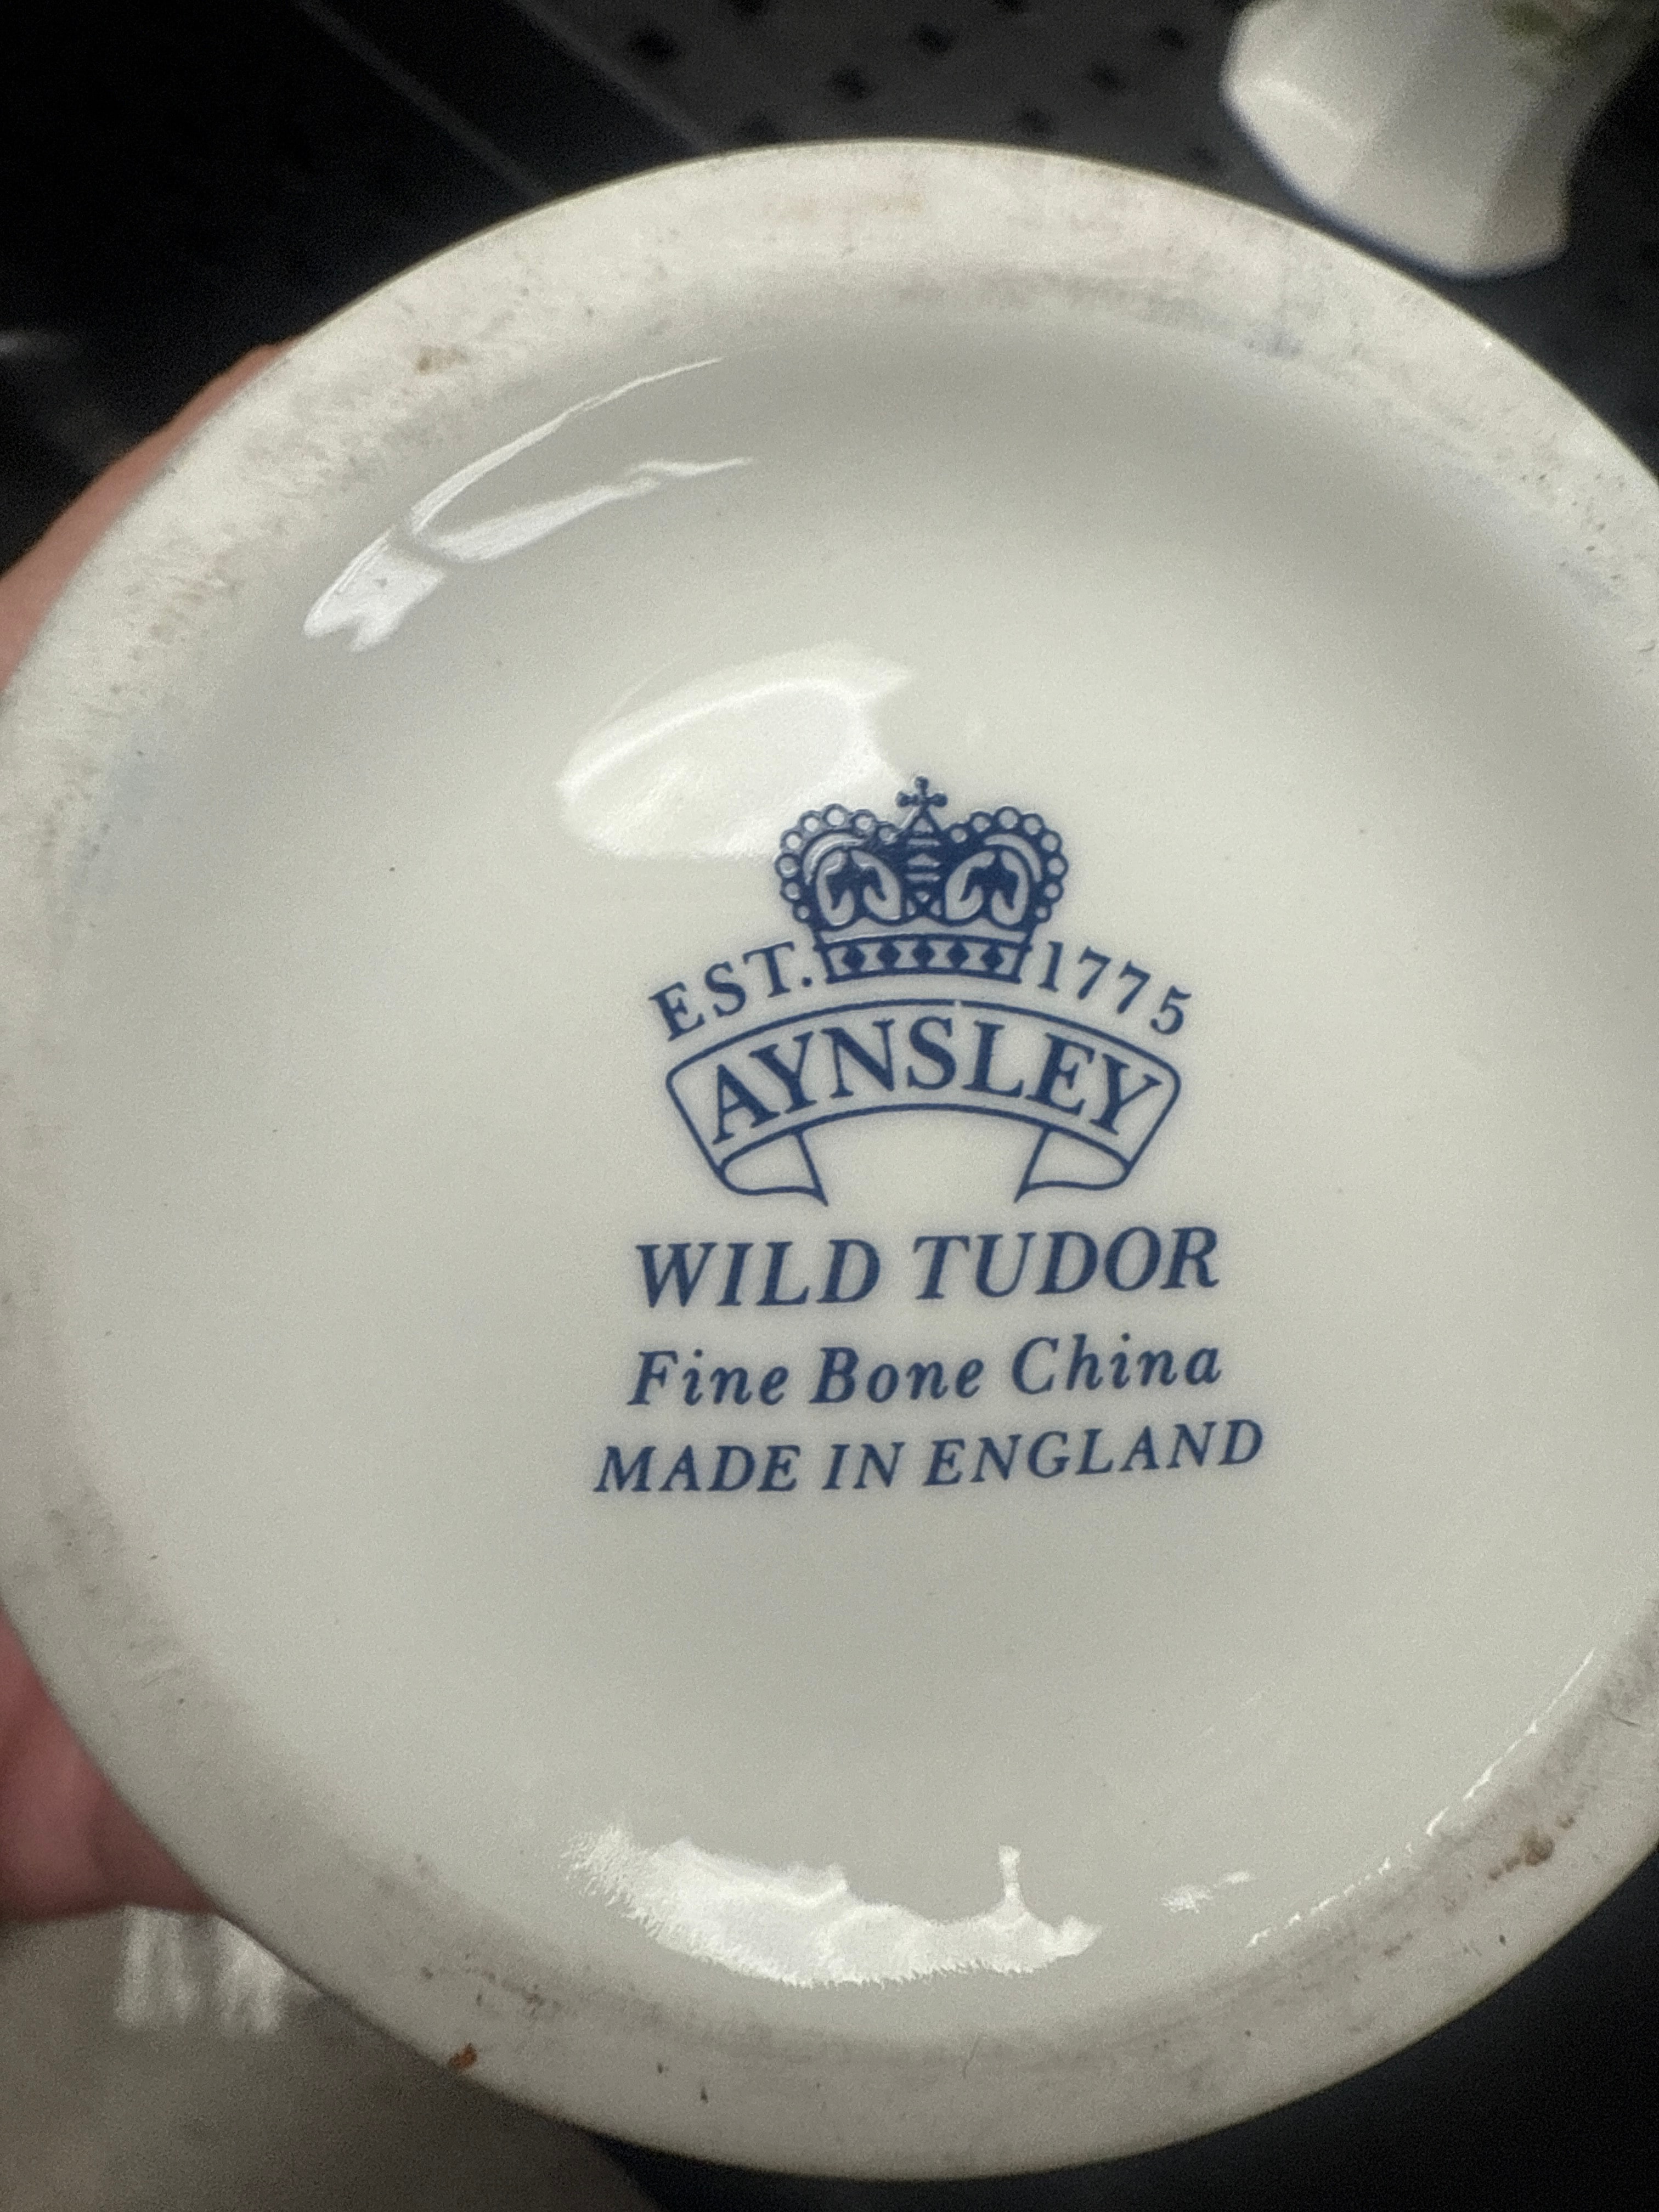 EST. 1775
AYNSLEY
WILD TUDOR
Fine Bone China
MADE IN ENGLAND